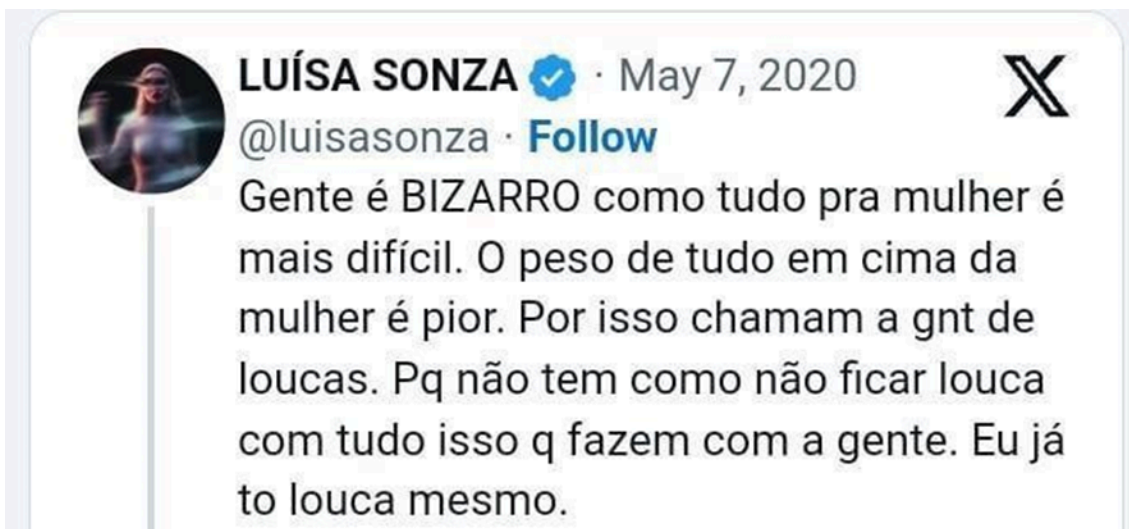 LUÍSA SONZA · May 7, 2020
@luisasonza · Follow
Gente é BIZARRO como tudo pra mulher é
mais difícil. O peso de tudo em cima da
mulher é pior. Por isso chamam a gnt de
loucas. Pq não tem como não ficar louca
com tudo isso q fazem com a gente. Eu já
to louca mesmo.